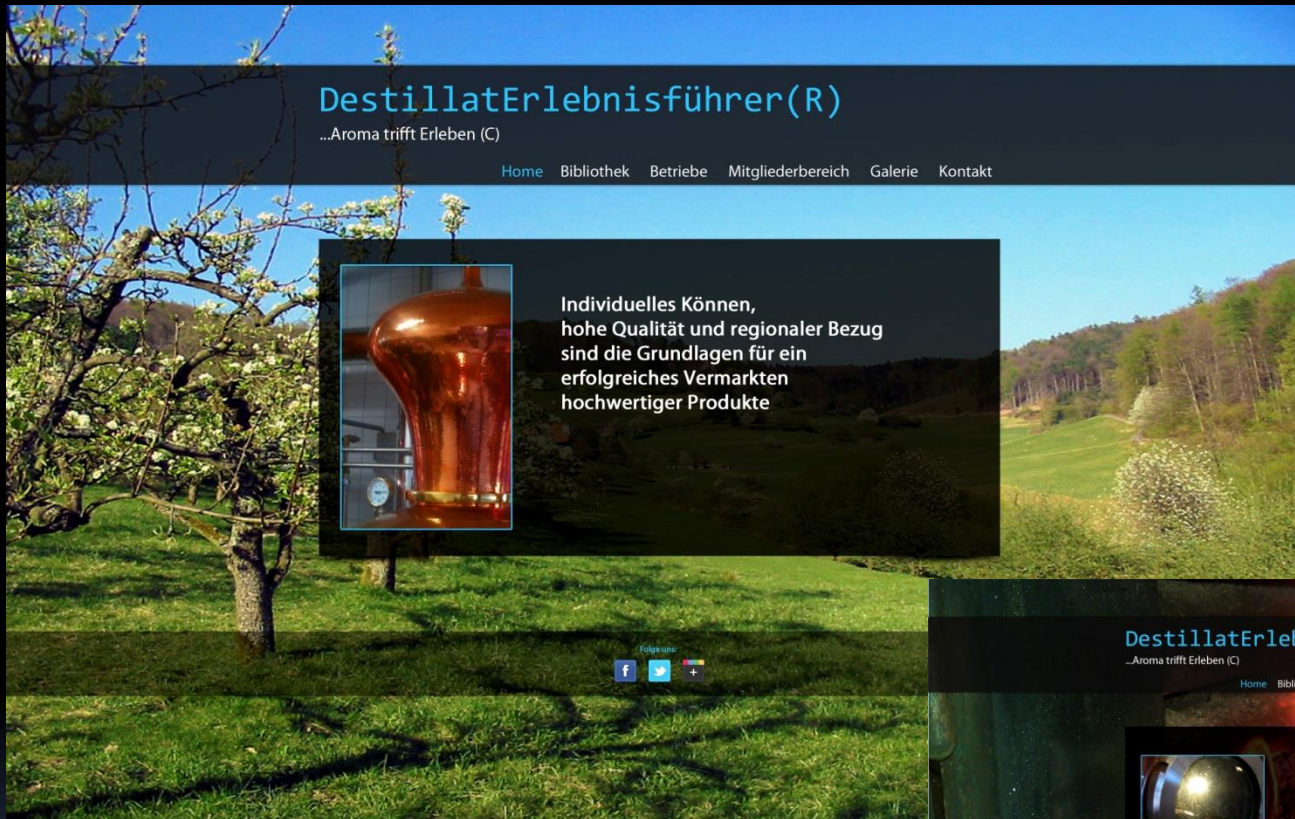 DestillatErlebnisführer(R)
...Aroma trifft Erleben (C)
Home Bibliothek Betriebe Mitgliederbereich Galerie Kontakt
Individuelles Können,
hohe Qualität und regionaler Bezug
sind die Grundlagen für ein
erfolgreiches Vermarkten
hochwertiger Produkte
Folge uns:
f
+
DestillatErleb
...Aroma trifft Erleben (C)
Home Bibli